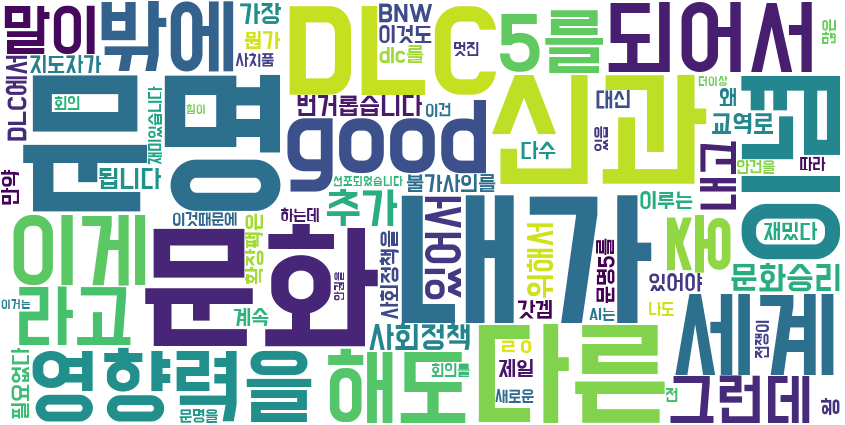 말이
밖에
DLC
5를
되어서
가장
뭔가
사치품
BNW
이것도
dlc를
멋진
많은
DLC에서
지도자가
회의
문명
재미있습니다
힘이
번거롭습니다
이건
good
신과
더이상
대신
왜
교역로
있음
다수
안건을
따라
팁이
만약
됩니다
선포되었습니다
불가사의를
내고
이루는
추가
이것때문에
하는데
이게
문화
확장팩인
있어서
내가
사회정책을
인권을
위해서
문명5를
중
재밌다
있어야
문화승리
이거는
라고
계속
갓겜
시는
나도
사회정책
세계
전쟁이
필요없다
영향력을
문명을
해도
회의를
다른
제일
새로운
전
그런데